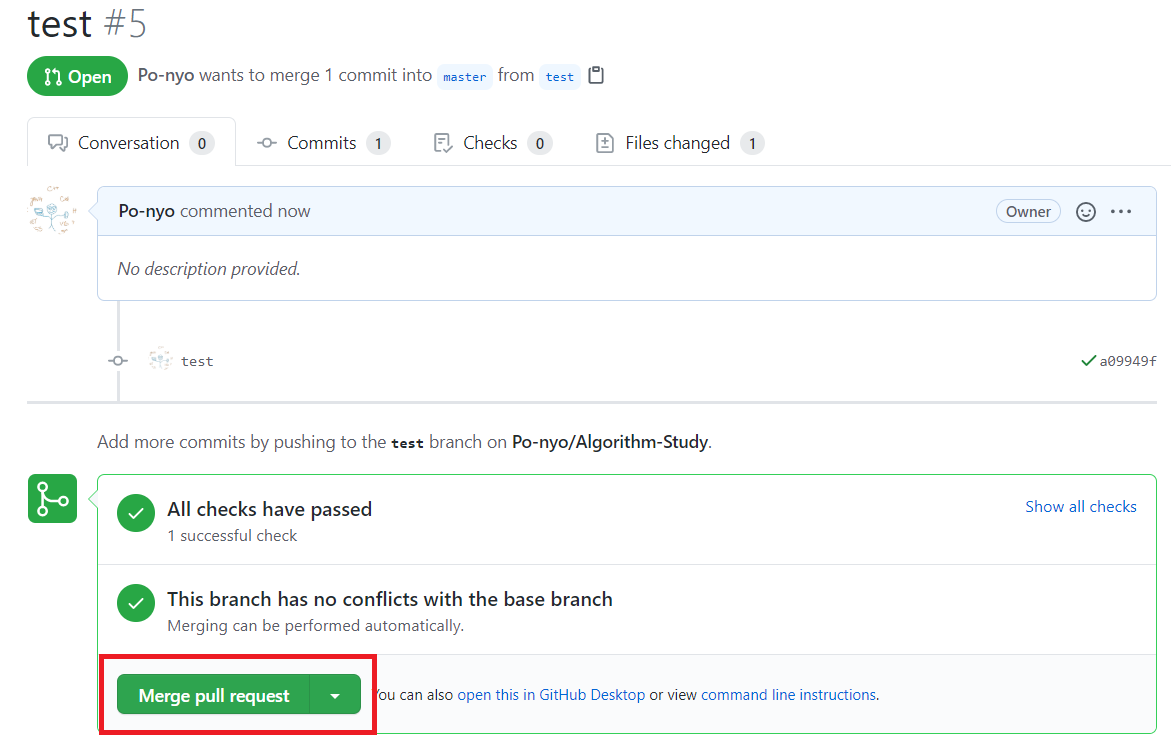 test #5
Open Po-nyo wants to merge 1 commit into master from test
Conversation 0 Commits 1 Checks 0 Files changed 1
Po-nyo commented now Owner
No description provided.
test a09949f
Add more commits by pushing to the test branch on Po-nyo/Algorithm-Study.
All checks have passed Show all checks
1 successful check
This branch has no conflicts with the base branch
Merging can be performed automatically.
Merge pull request You can also open this in GitHub Desktop or view command line instructions.